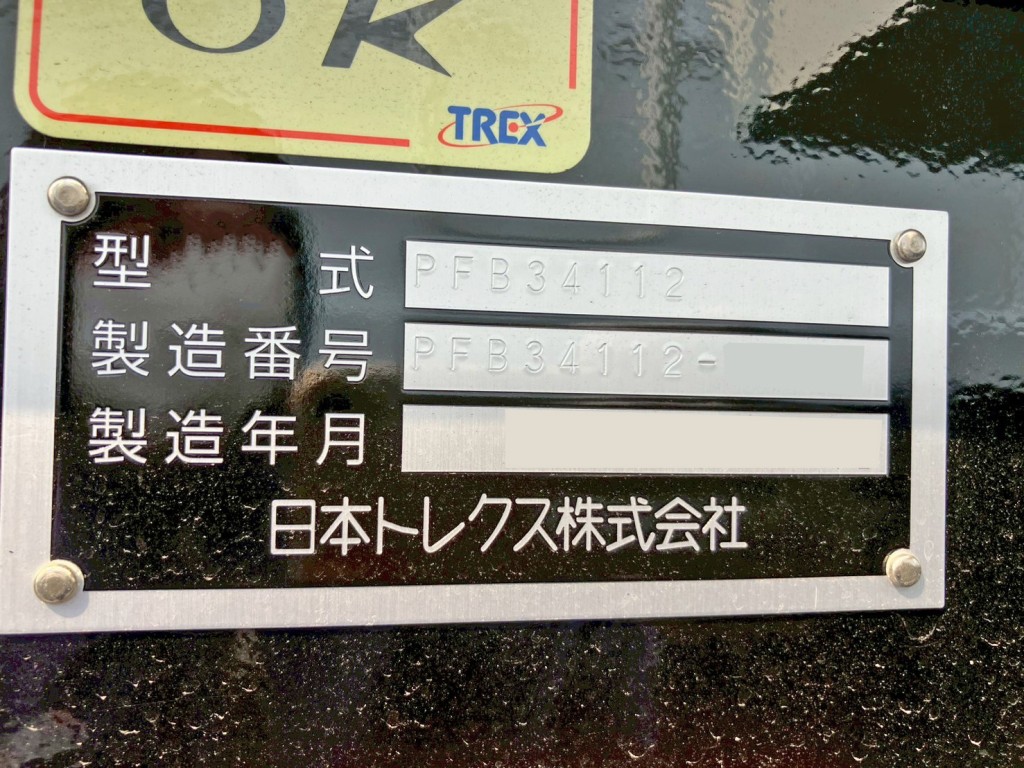 OK
TREX
型式 PFB34112
製造番号 PFB34112-
製造年月
日本トレクス株式会社